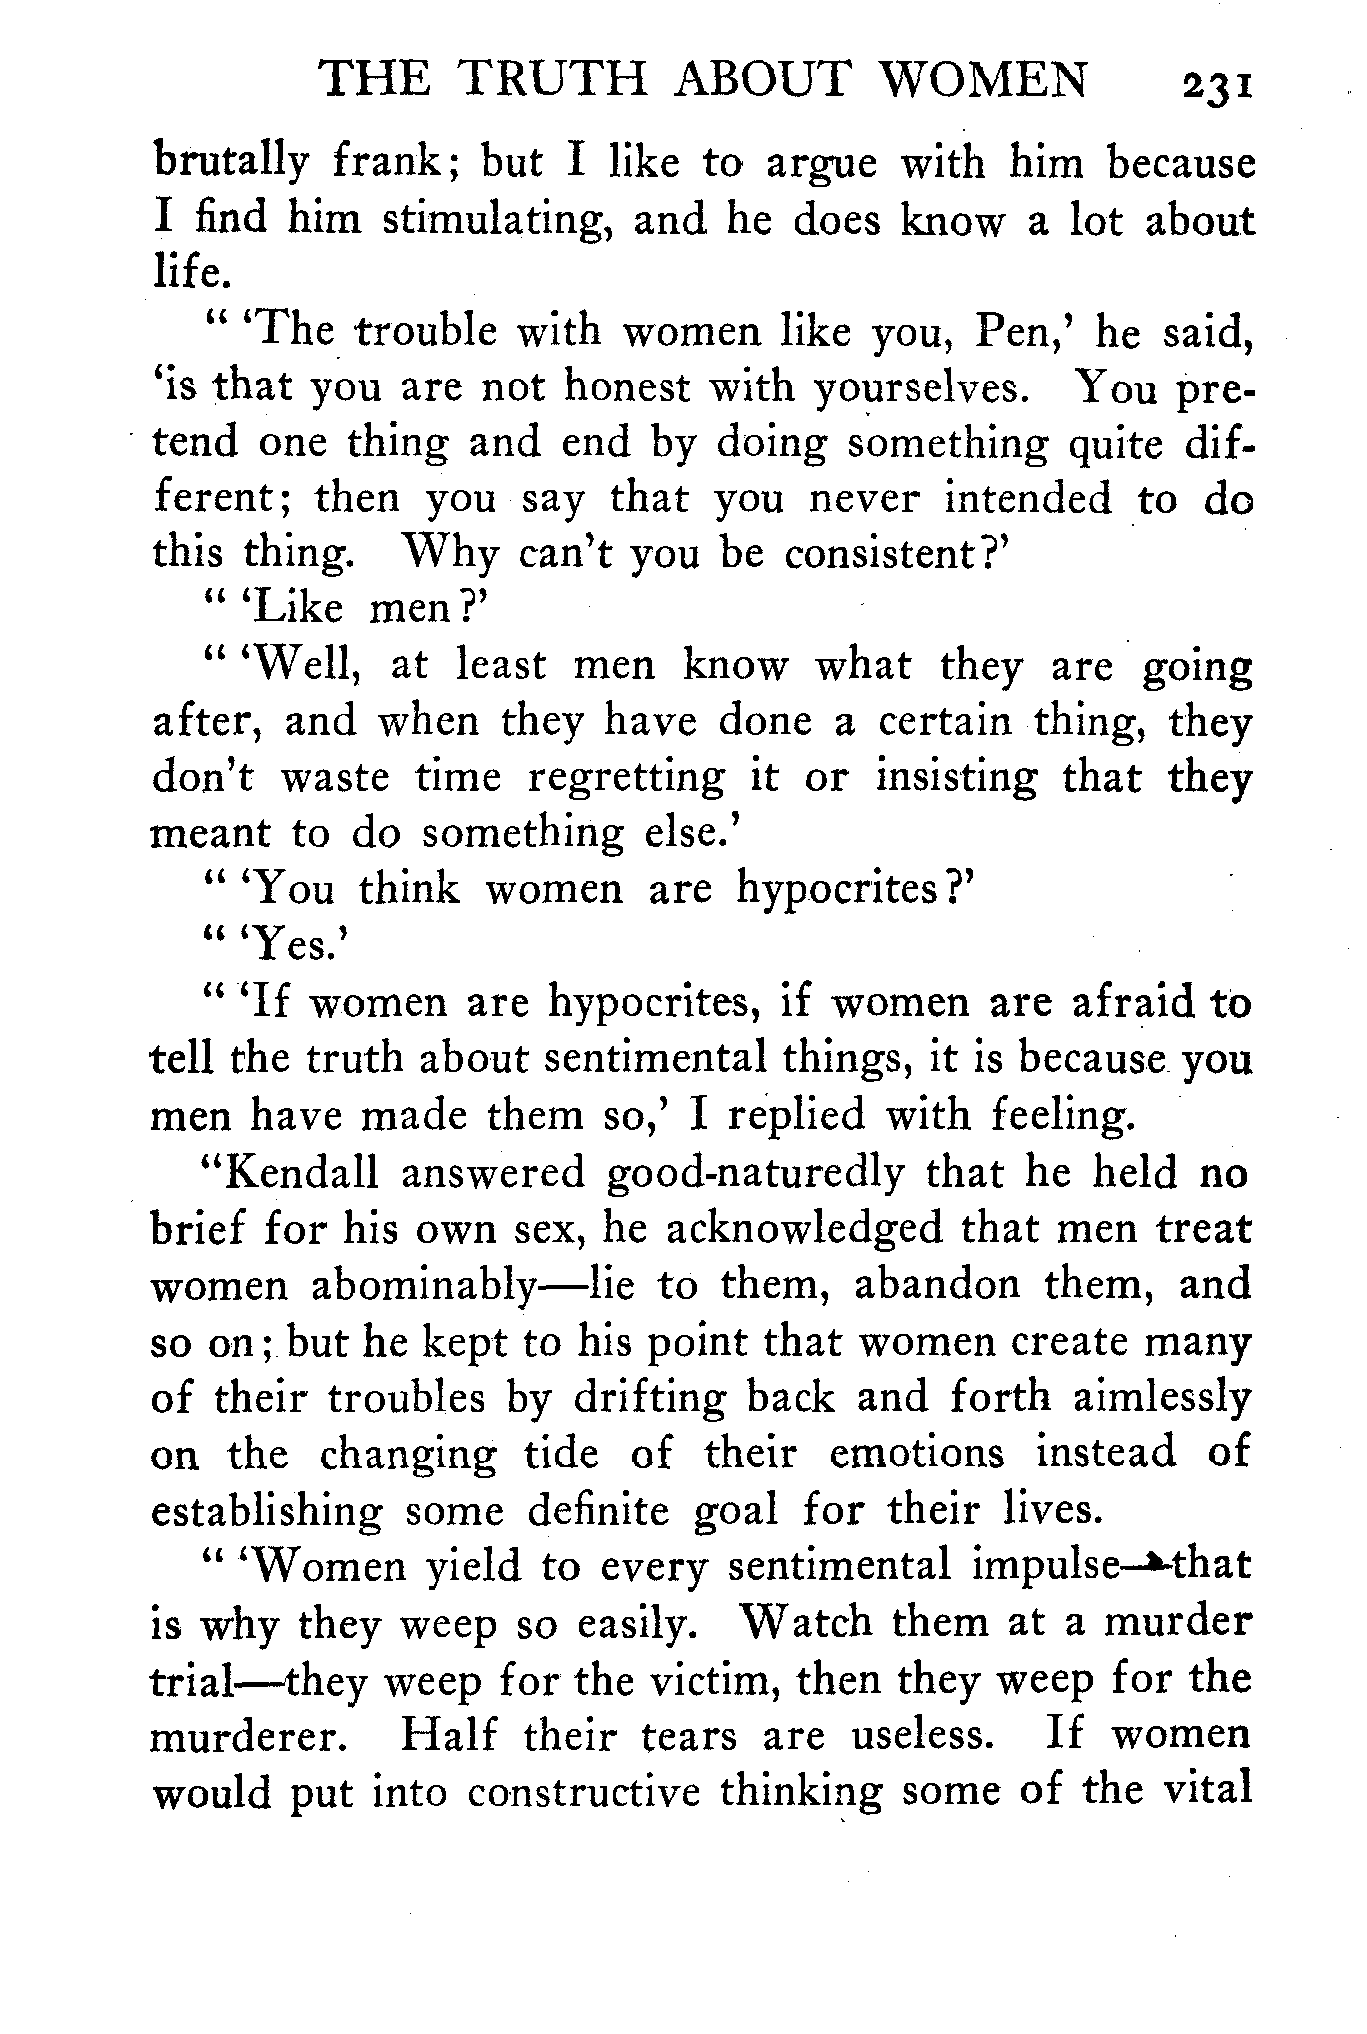 THE TRUTH ABOUT WOMEN 231
brutally frank; but I like to argue with him because
I find him stimulating, and he does know a lot about
life.
" 'The trouble with women like you, Pen,' he said,
'is that you are not honest with yourselves. You pre-
tend one thing and end by doing something quite dif-
ferent; then you say that you never intended to do
this thing. Why can't you be consistent?'
" 'Like men?'
" 'Well, at least men know what they are going
after, and when they have done a certain thing, they
don't waste time regretting it or insisting that they
meant to do something else.'
" 'You think women are hypocrites?'
" 'Yes.'
" 'If women are hypocrites, if women are afraid to
tell the truth about sentimental things, it is because you
men have made them so,' I replied with feeling.
"Kendall answered good-naturedly that he held no
brief for his own sex, he acknowledged that men treat
women abominably—lie to them, abandon them, and
so on; but he kept to his point that women create many
of their troubles by drifting back and forth aimlessly
on the changing tide of their emotions instead of
establishing some definite goal for their lives.
" 'Women yield to every sentimental impulse—that
is why they weep so easily. Watch them at a murder
trial—they weep for the victim, then they weep for the
murderer. Half their tears are useless. If women
would put into constructive thinking some of the vital